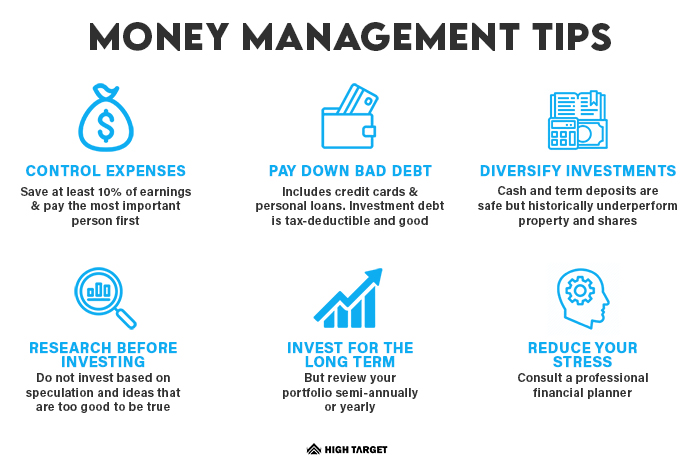 MONEY MANAGEMENT TIPS
$
CONTROL EXPENSES
Save at least 10% of earnings
& pay the most important
person first
PAY DOWN BAD DEBT
Includes credit cards &
personal loans. Investment debt
is tax-deductible and good
DIVERSIFY INVESTMENTS
Cash and term deposits are
safe but historically underperform
property and shares
RESEARCH BEFORE
INVESTING
Do not invest based on
speculation and ideas that
are too good to be true
INVEST FOR THE
LONG TERM
But review your
portfolio semi-annually
or yearly
REDUCE YOUR
STRESS
Consult a professional
financial planner
HIGH TARGET